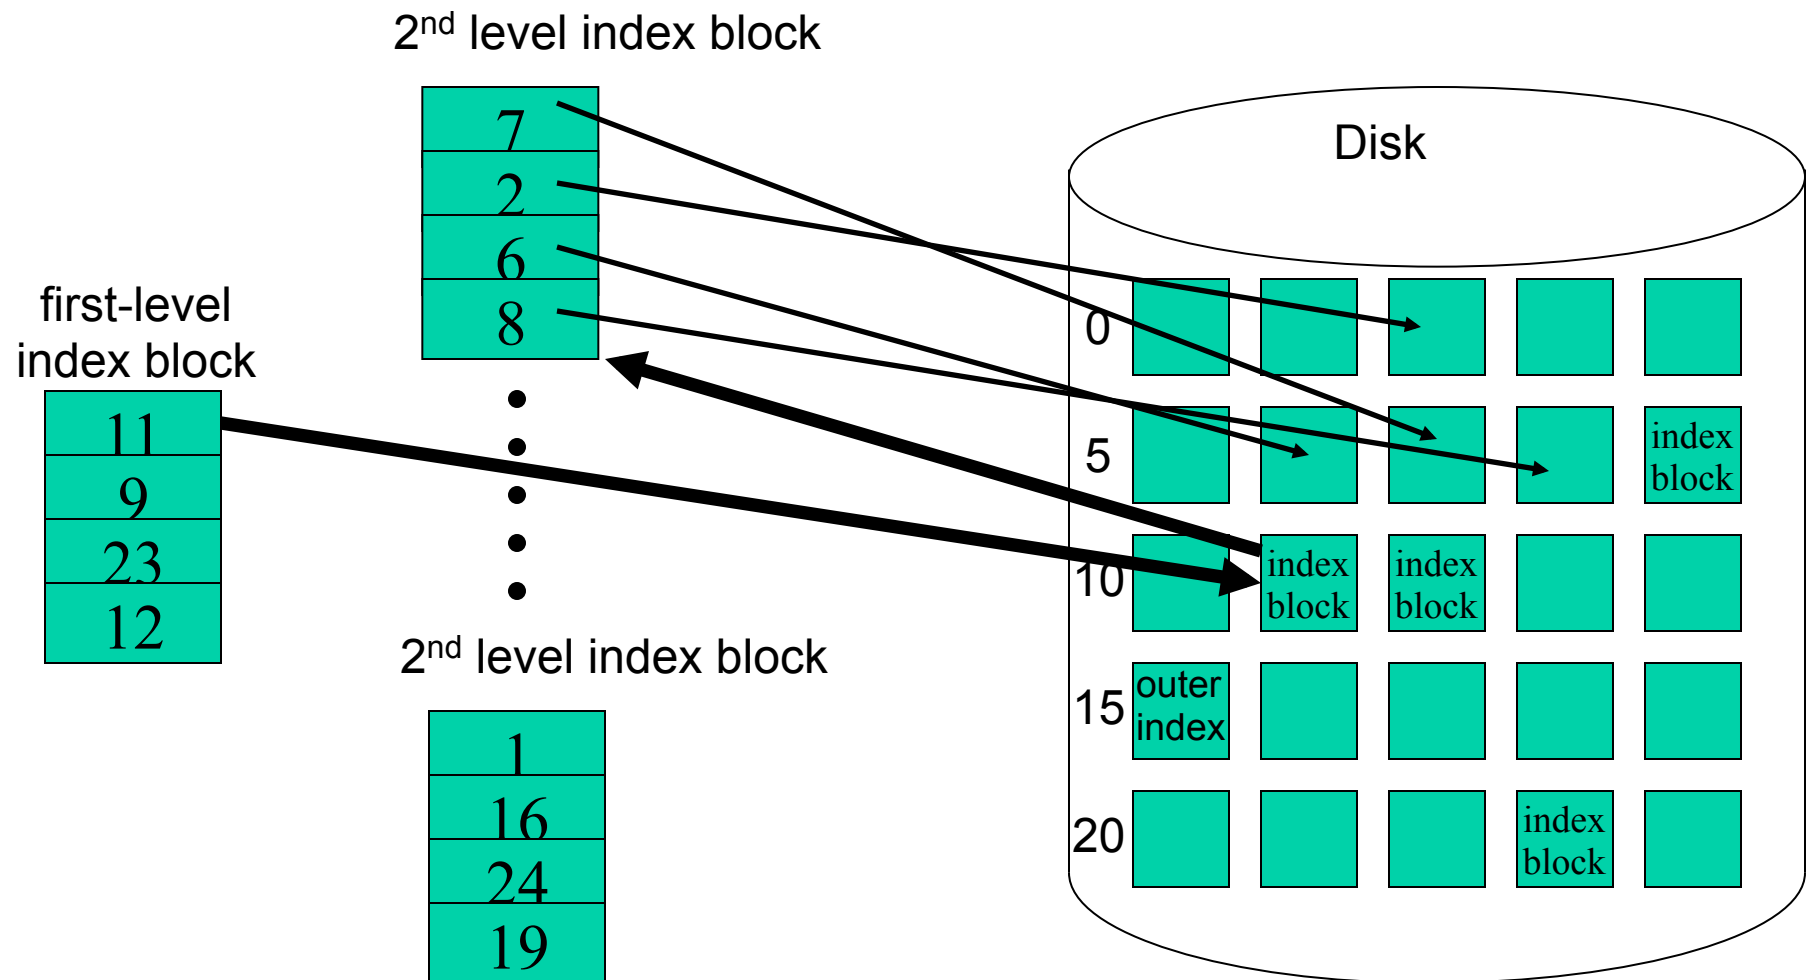 2nd level index block
7
2
6
8
first-level
index block
11
9
23
12
2nd level index block
1
16
24
19
Disk
0
5
index
block
10
index
block
index
block
15
outer
index
20
index
block